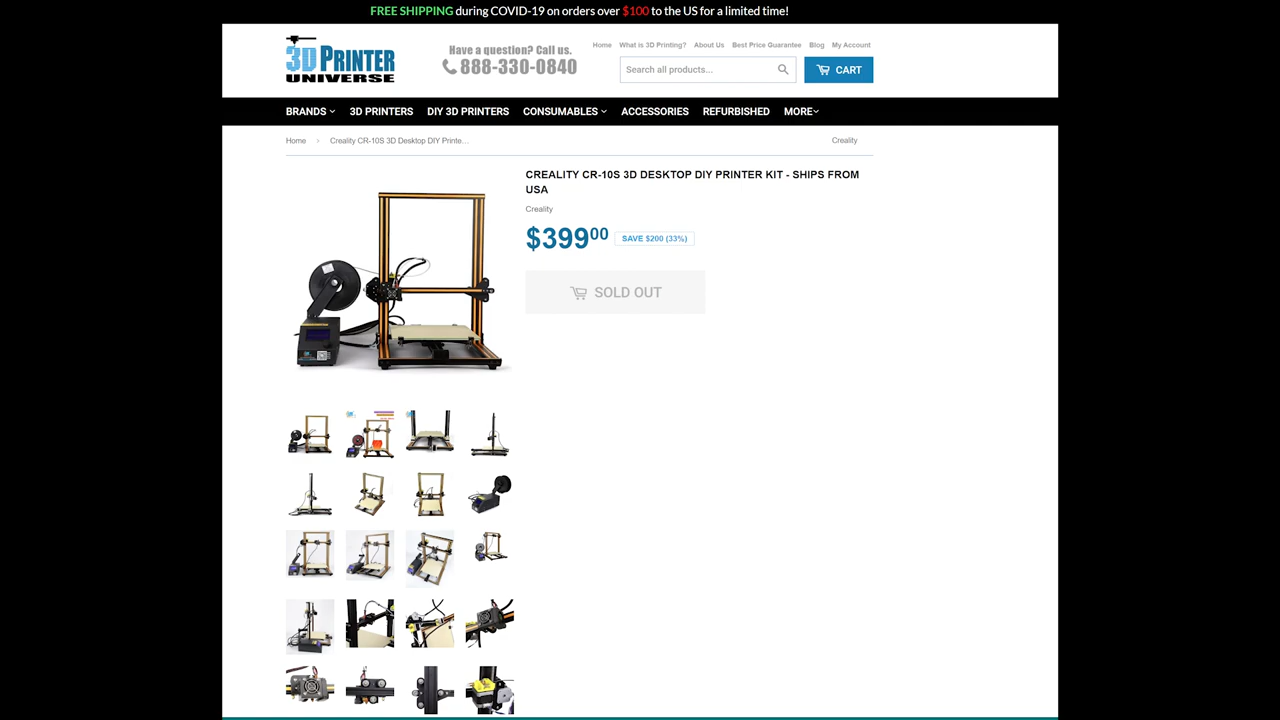 FREE SHIPPING during COVID-19 on orders over $100 to the US for a limited time!
3D PRINTER
UNIVERSE
Have a question? Call us.
888-330-0840
Home What is 3D Printing? About Us Best Price Guarantee Blog My Account
Search all products...
CART
BRANDS 3D PRINTERS DIY 3D PRINTERS CONSUMABLES ACCESSORIES REFURBISHED MORE
Home › Creality CR-10S 3D Desktop DIY Printe... Creality
CREALITY CR-10S 3D DESKTOP DIY PRINTER KIT - SHIPS FROM
USA
Creality
$39900 SAVE $200 (33%)
SOLD OUT